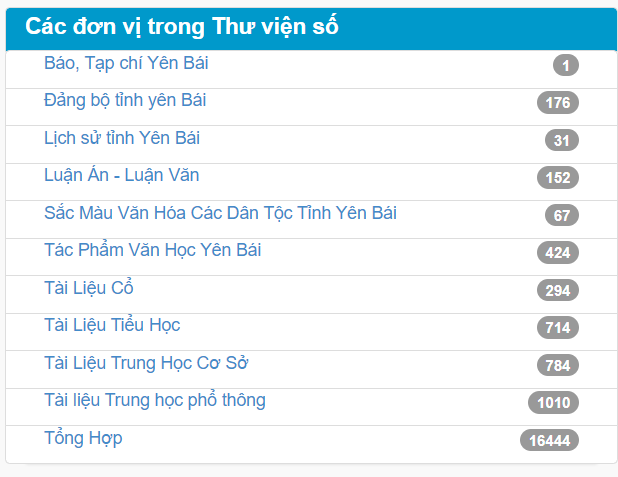 Các đơn vị trong Thư viện số
Báo, Tạp chí Yên Bái 1
Đảng bộ tỉnh yên Bái 176
Lịch sử tỉnh Yên Bái 31
Luận Án - Luận Văn 152
Sắc Màu Văn Hóa Các Dân Tộc Tỉnh Yên Bái 67
Tác Phẩm Văn Học Yên Bái 424
Tài Liệu Cổ 294
Tài Liệu Tiểu Học 714
Tài Liệu Trung Học Cơ Sở 784
Tài liệu Trung học phổ thông 1010
Tổng Hợp 16444